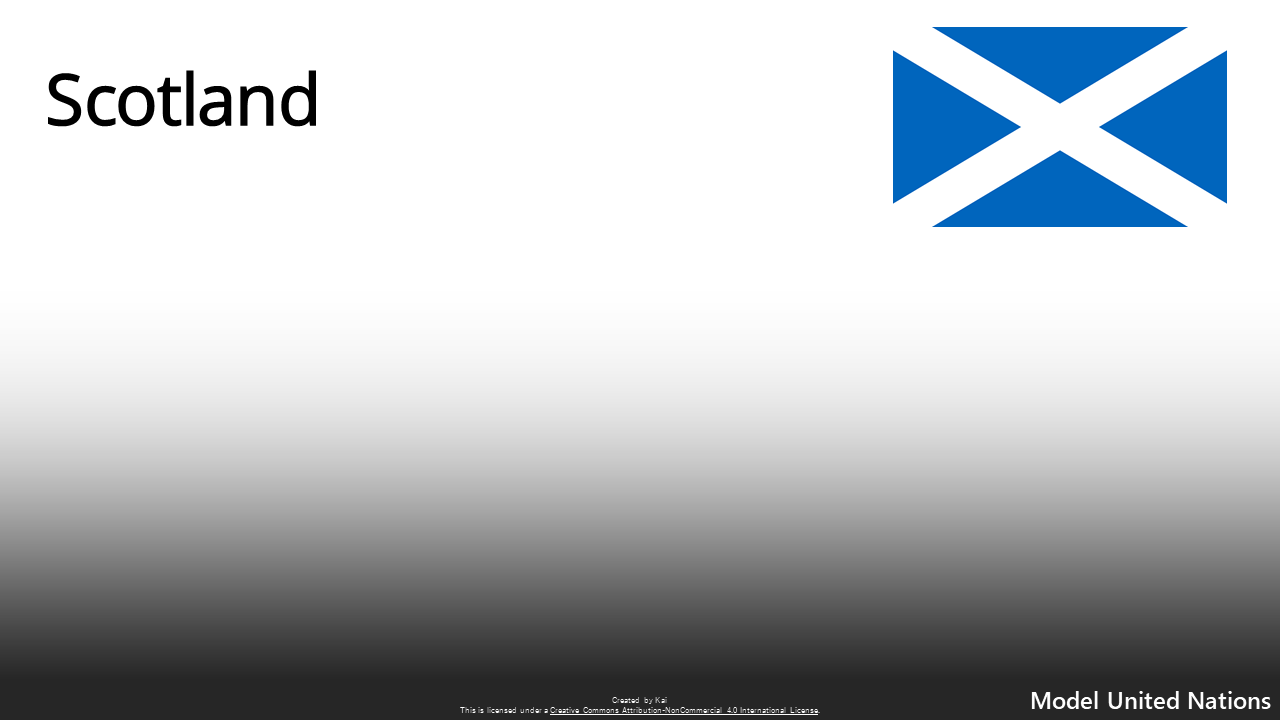 Scotland
Created by Kai
This is licensed under a Creative Commons Attribution-NonCommercial 4.0 International License.
Model United Nations